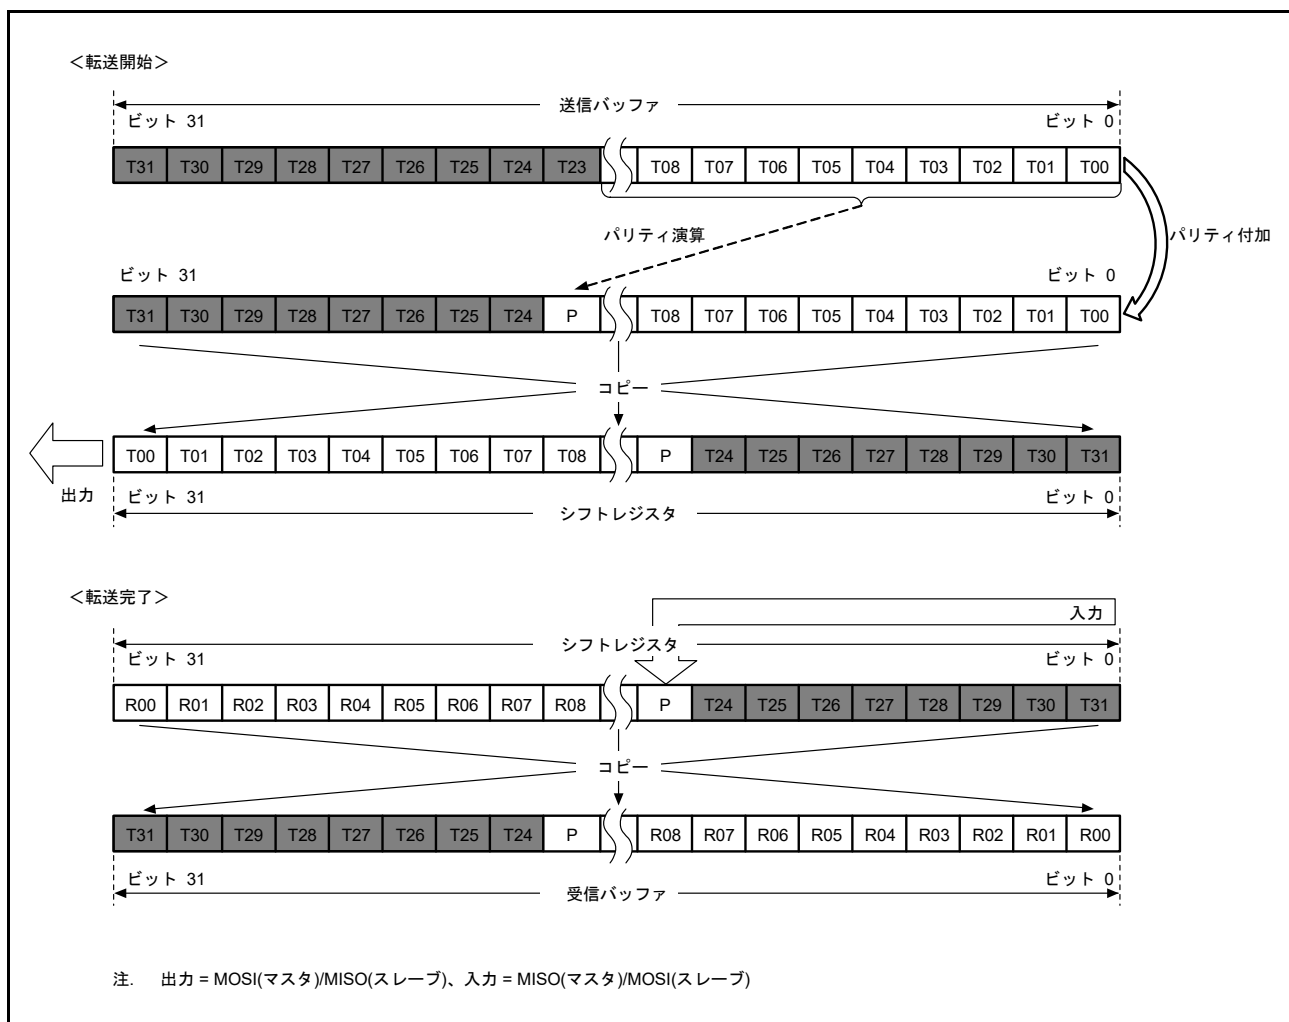 ＜転送開始＞
送信バッファ
ビット 31 ビット 0
T31 T30 T29 T28 T27 T26 T25 T24 T23 T08 T07 T06 T05 T04 T03 T02 T01 T00
パリティ演算 パリティ付加
ビット 31 ビット 0
T31 T30 T29 T28 T27 T26 T25 T24 P T08 T07 T06 T05 T04 T03 T02 T01 T00
コピー
T00 T01 T02 T03 T04 T05 T06 T07 T08 P T24 T25 T26 T27 T28 T29 T30 T31
出力 ビット 31 ビット 0
シフトレジスタ
＜転送完了＞
入力
シフトレジスタ
ビット 31 ビット 0
R00 R01 R02 R03 R04 R05 R06 R07 R08 P T24 T25 T26 T27 T28 T29 T30 T31
コピー
T31 T30 T29 T28 T27 T26 T25 T24 P R08 R07 R06 R05 R04 R03 R02 R01 R00
ビット 31 ビット 0
受信バッファ
注. 出力 = MOSI(マスタ)/MISO(スレーブ)、入力 = MISO(マスタ)/MOSI(スレーブ)